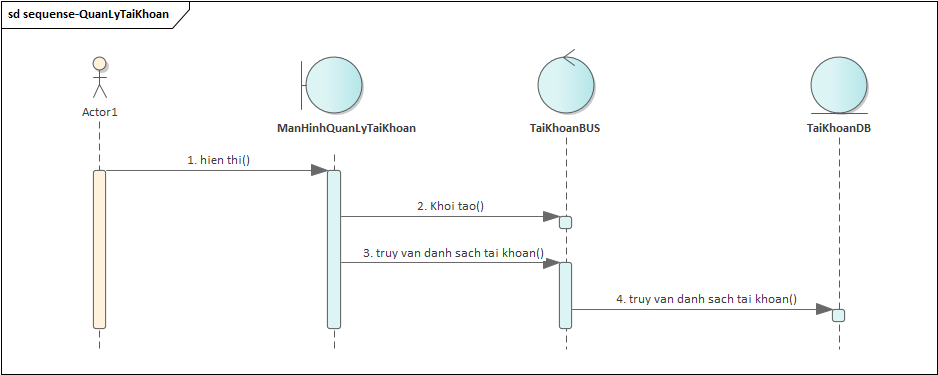 sd sequense-QuanLyTaiKhoan
Actor1
ManHinhQuanLyTaiKhoan
TaiKhoanBUS
TaiKhoanDB
1. hien thi()
2. Khoi tao()
3. truy van danh sach tai khoan()
4. truy van danh sach tai khoan()